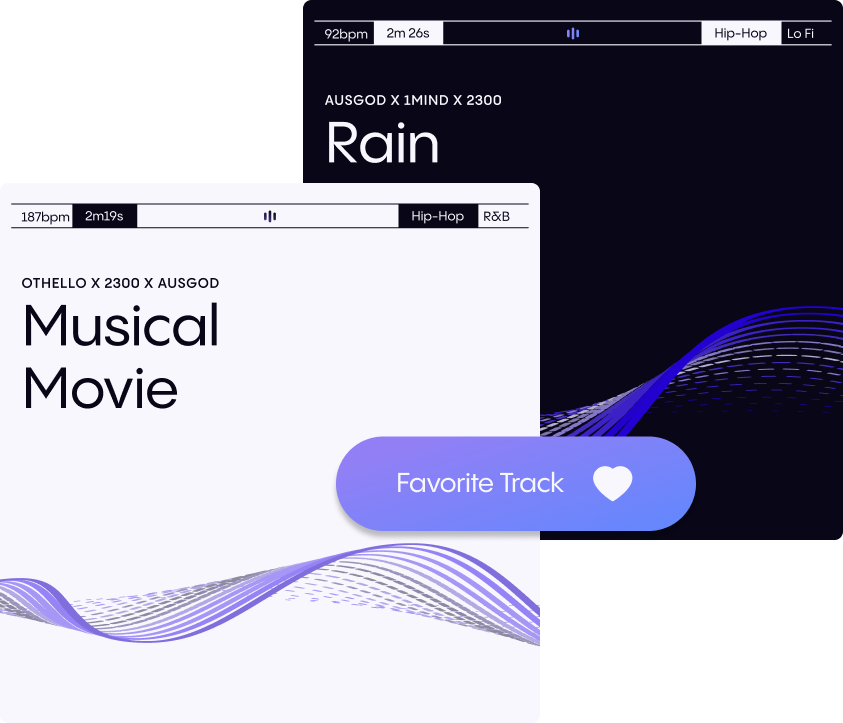 92bpm 2m 26s Hip-Hop Lo Fi
AUSGOD X 1MIND X 2300
Rain
187bpm 2m19s Hip-Hop R&B
OTHELLO X 2300 X AUSGOD
Musical
Movie
Favorite Track